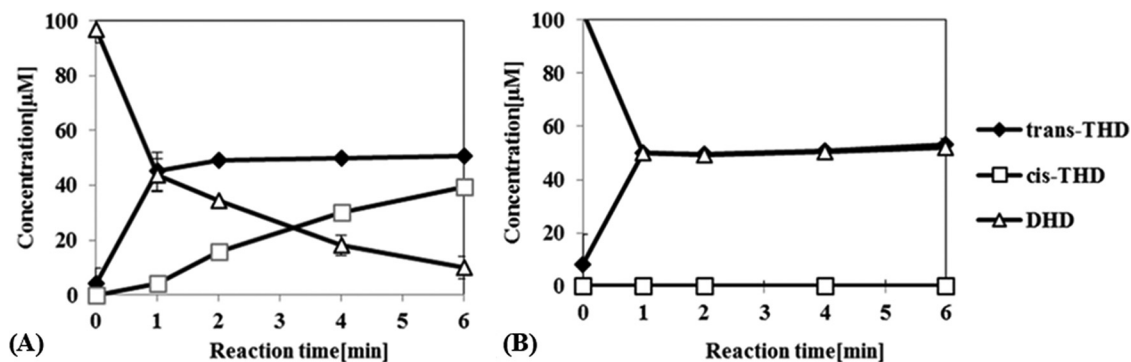 Concentration[µM]
100
80
60
40
20
0
0 1 2 3 4 5 6
Reaction time[min]
(A)
Concentration[µM]
100
80
60
40
20
0
0 1 2 3 4 5 6
Reaction time[min]
(B)
trans-THD
cis-THD
DHD